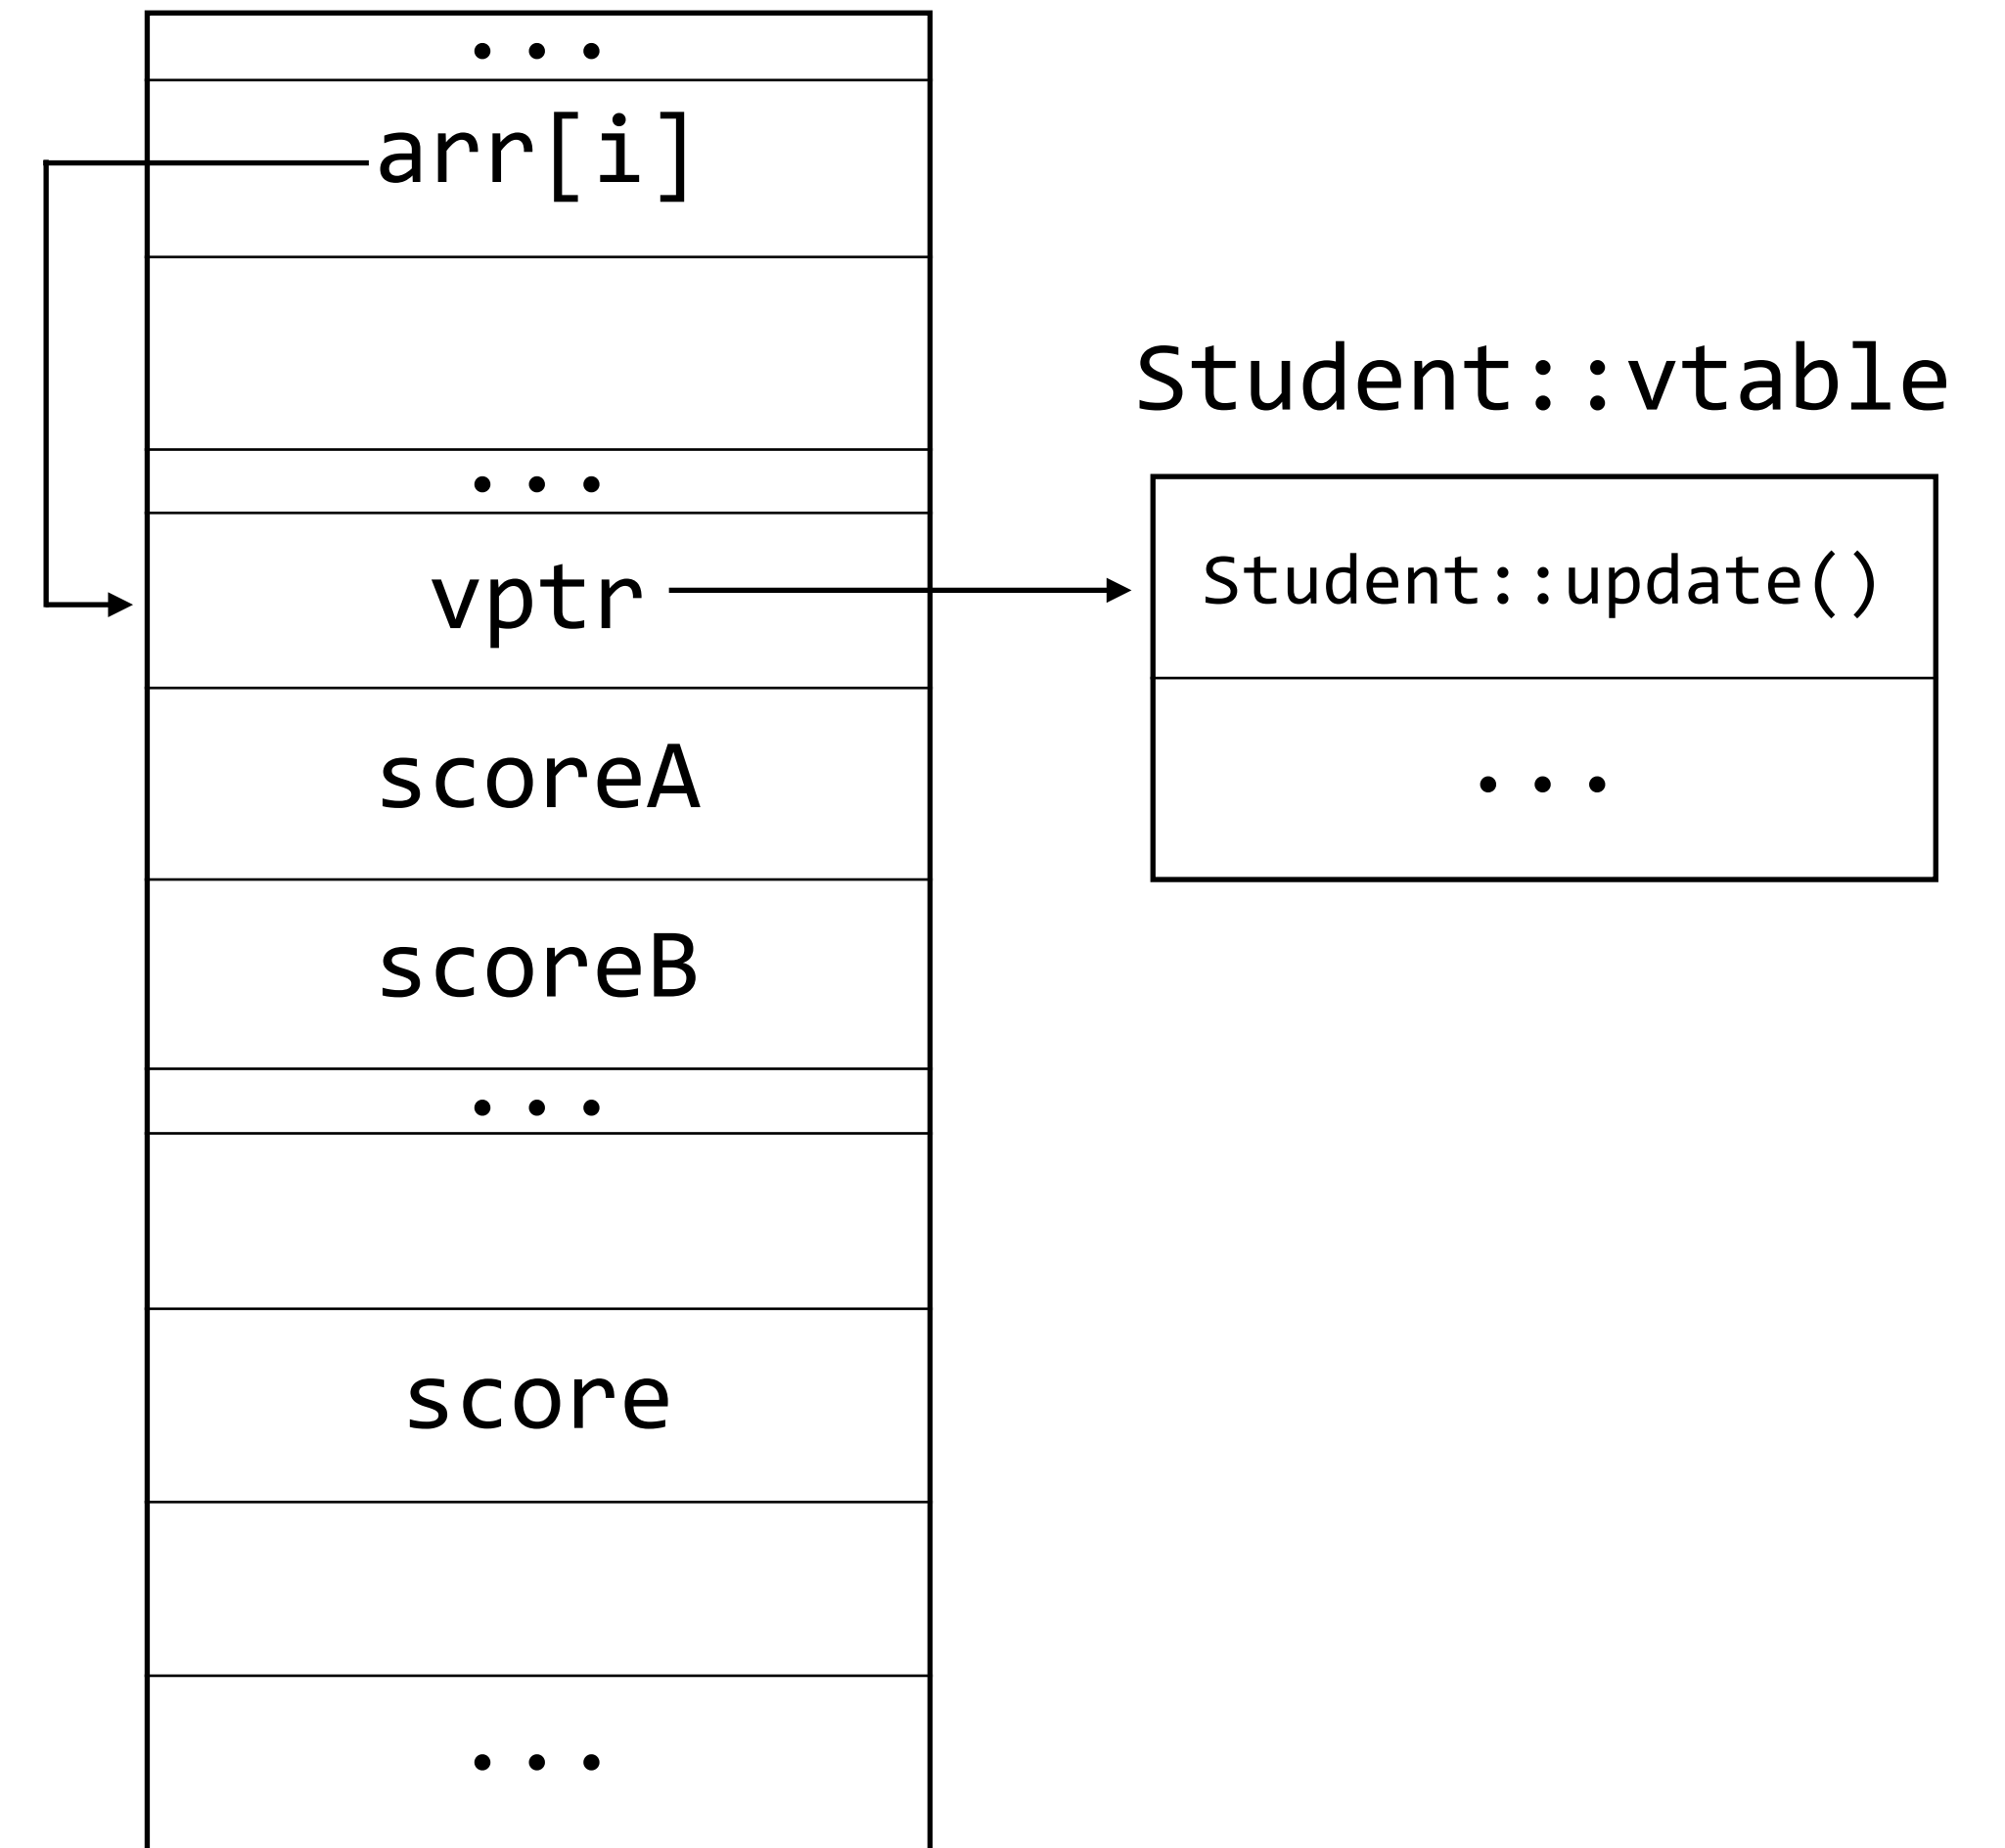 ...
arr[i]
...
vptr
scoreA
scoreB
...
score
...
Student::vtable
Student::update()
...